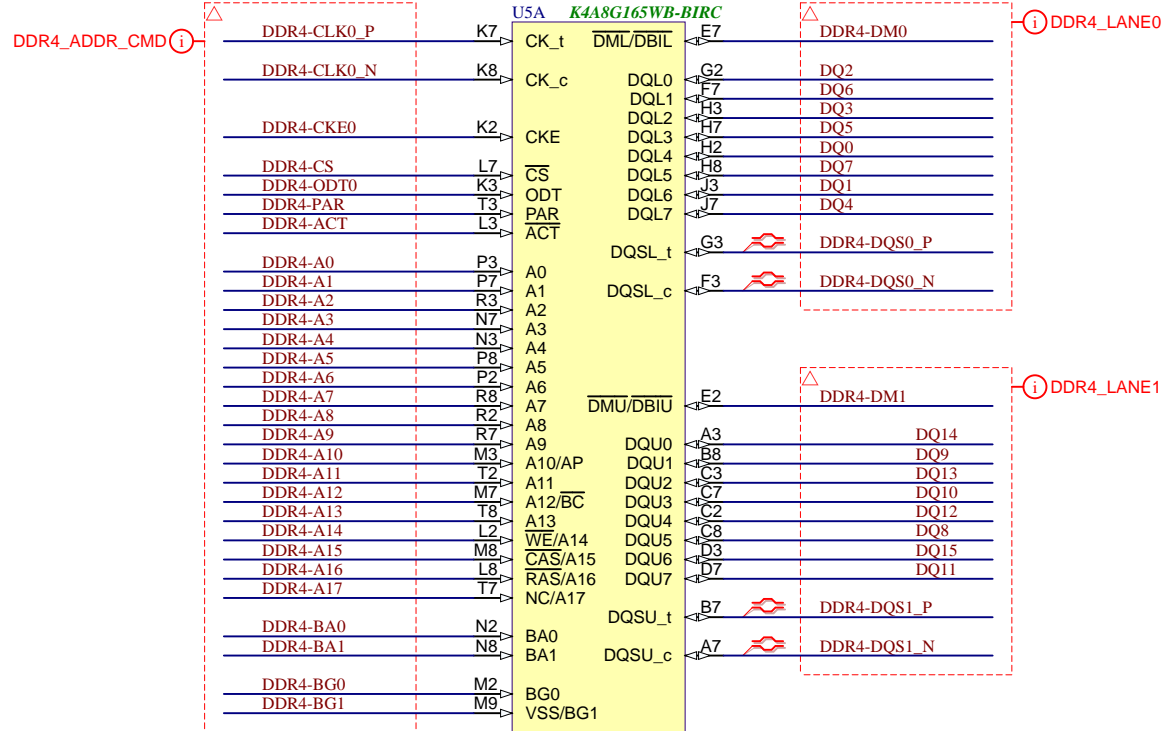 U5A K4A8G165WB-BIRC
DDR4_ADDR_CMD i
DDR4-CLK0_P K7 CK_t
DDR4-CLK0_N K8 CK_c
DDR4-CKE0 K2 CKE
DDR4-CS L7 CS
DDR4-ODT0 K3 ODT
DDR4-PAR T3 PAR
DDR4-ACT L3 ACT
DDR4-A0 P3 A0
DDR4-A1 P7 A1
DDR4-A2 R3 A2
DDR4-A3 N7 A3
DDR4-A4 N3 A4
DDR4-A5 P8 A5
DDR4-A6 P2 A6
DDR4-A7 R8 A7
DDR4-A8 R2 A8
DDR4-A9 R7 A9
DDR4-A10 M3 A10/AP
DDR4-A11 T2 A11
DDR4-A12 M7 A12/BC
DDR4-A13 T8 A13
DDR4-A14 L2 WE/A14
DDR4-A15 M8 CAS/A15
DDR4-A16 L8 RAS/A16
DDR4-A17 T7 NC/A17
DDR4-BA0 N2 BA0
DDR4-BA1 N8 BA1
DDR4-BG0 M2 BG0
DDR4-BG1 M9 VSS/BG1
i DDR4_LANE0
DML/DBIL E7 DDR4-DM0
DQL0 G2 DQ2
DQL1 F7 DQ6
DQL2 H3 DQ3
DQL3 H7 DQ5
DQL4 H2 DQ0
DQL5 H8 DQ7
DQL6 J3 DQ1
DQL7 J7 DQ4
DQSL_t G3 DDR4-DQS0_P
DQSL_c F3 DDR4-DQS0_N
i DDR4_LANE1
DMU/DBIU E2 DDR4-DM1
DQU0 A3 DQ14
DQU1 B8 DQ9
DQU2 C3 DQ13
DQU3 C7 DQ10
DQU4 C2 DQ12
DQU5 C8 DQ8
DQU6 D3 DQ15
DQU7 D7 DQ11
DQSU_t B7 DDR4-DQS1_P
DQSU_c A7 DDR4-DQS1_N